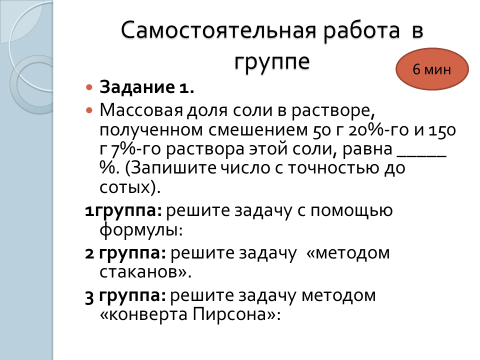 Самостоятельная работа в
группе
6 мин
Задание 1.
Массовая доля соли в растворе,
полученном смешением 50 г 20%-го и 150
г 7%-го раствора этой соли, равна _____
%. (Запишите число с точностью до
сотых).
1группа: решите задачу с помощью
формулы:
2 группа: решите задачу «методом
стаканов».
3 группа: решите задачу методом
«конверта Пирсона»: